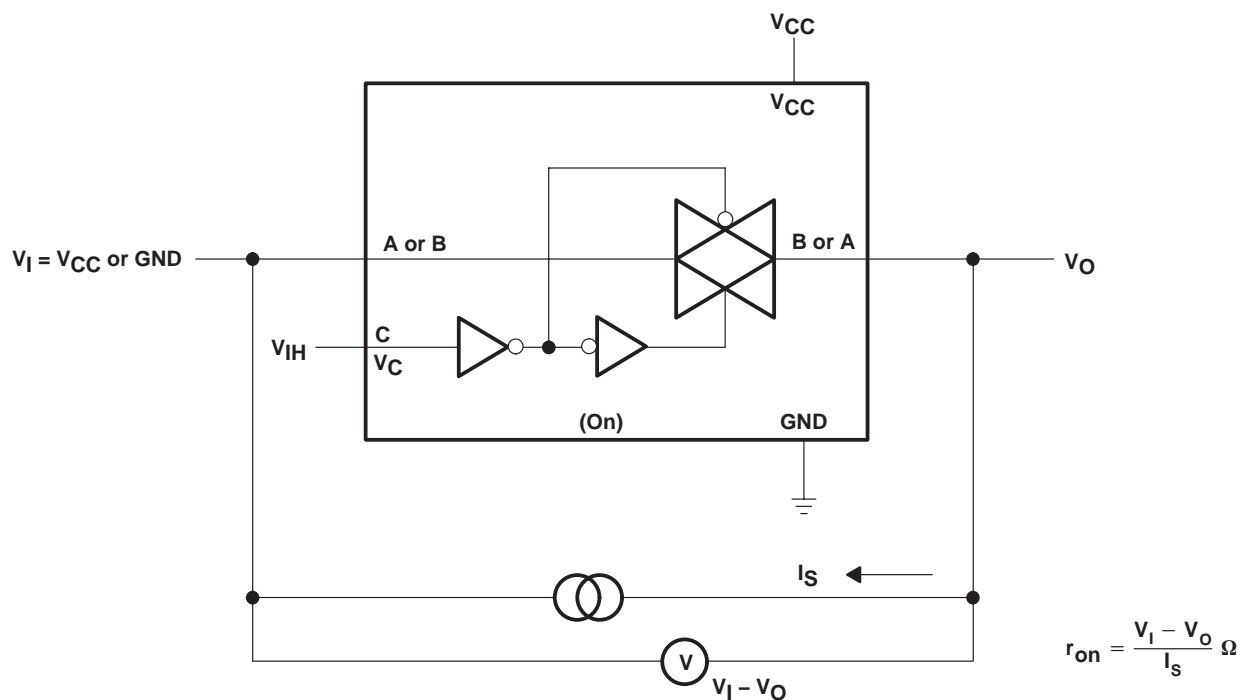 VCC
VCC
A or B
B or A
VI = VCC or GND
VO
C
VIH
VC
(On)
GND
IS
V
VI – VO
ron = VI – VO / IS Ω